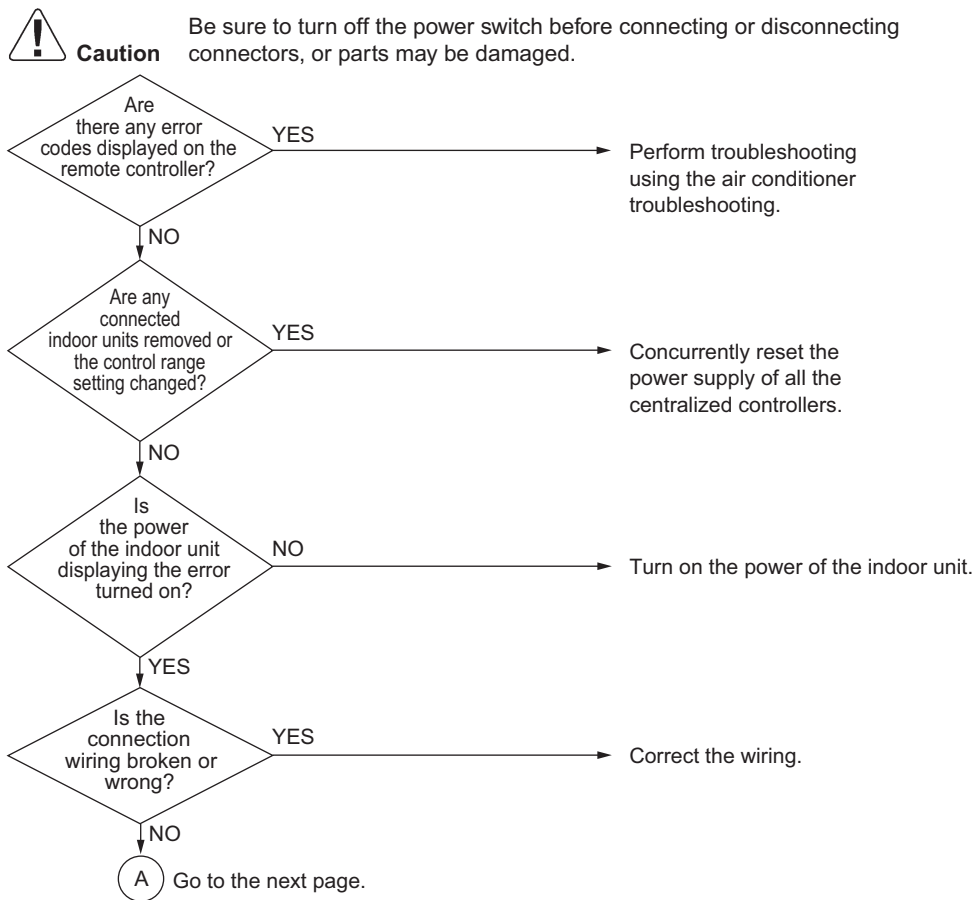 Be sure to turn off the power switch before connecting or disconnecting
Caution connectors, or parts may be damaged.
Are
there any error
codes displayed on the
remote controller?
YES
Perform troubleshooting
using the air conditioner
troubleshooting.
NO
Are any
connected
indoor units removed or
the control range
setting changed?
YES
Concurrently reset the
power supply of all the
centralized controllers.
NO
Is
the power
of the indoor unit
displaying the error
turned on?
NO
Turn on the power of the indoor unit.
YES
Is the
connection
wiring broken or
wrong?
YES
Correct the wiring.
NO
A Go to the next page.